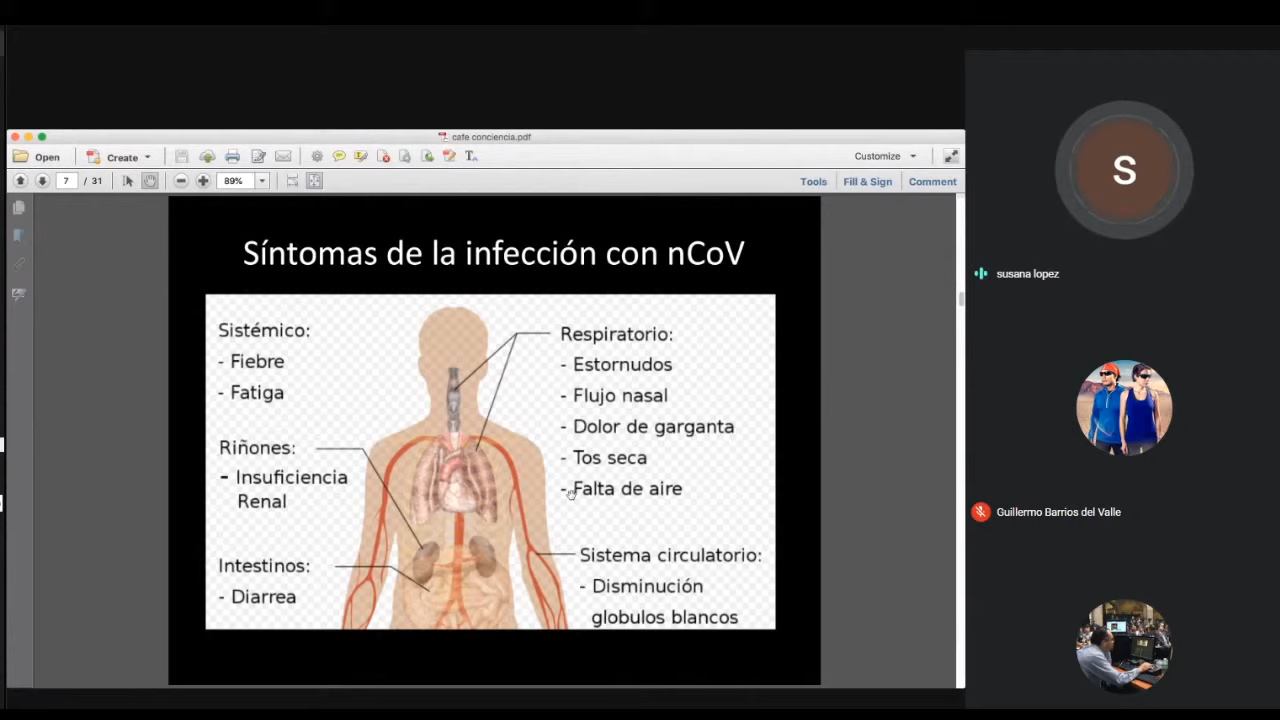 cafe conciencia.pdf
Open
Create
Customize
7 / 31
89%
Tools
Fill & Sign
Comment
Síntomas de la infección con nCoV
Sistémico:
- Fiebre
- Fatiga
Riñones:
- Insuficiencia
Renal
Intestinos:
- Diarrea
Respiratorio:
- Estornudos
- Flujo nasal
- Dolor de garganta
- Tos seca
- Falta de aire
Sistema circulatorio:
- Disminución
globulos blancos
S
susana lopez
Guillermo Barrios del Valle